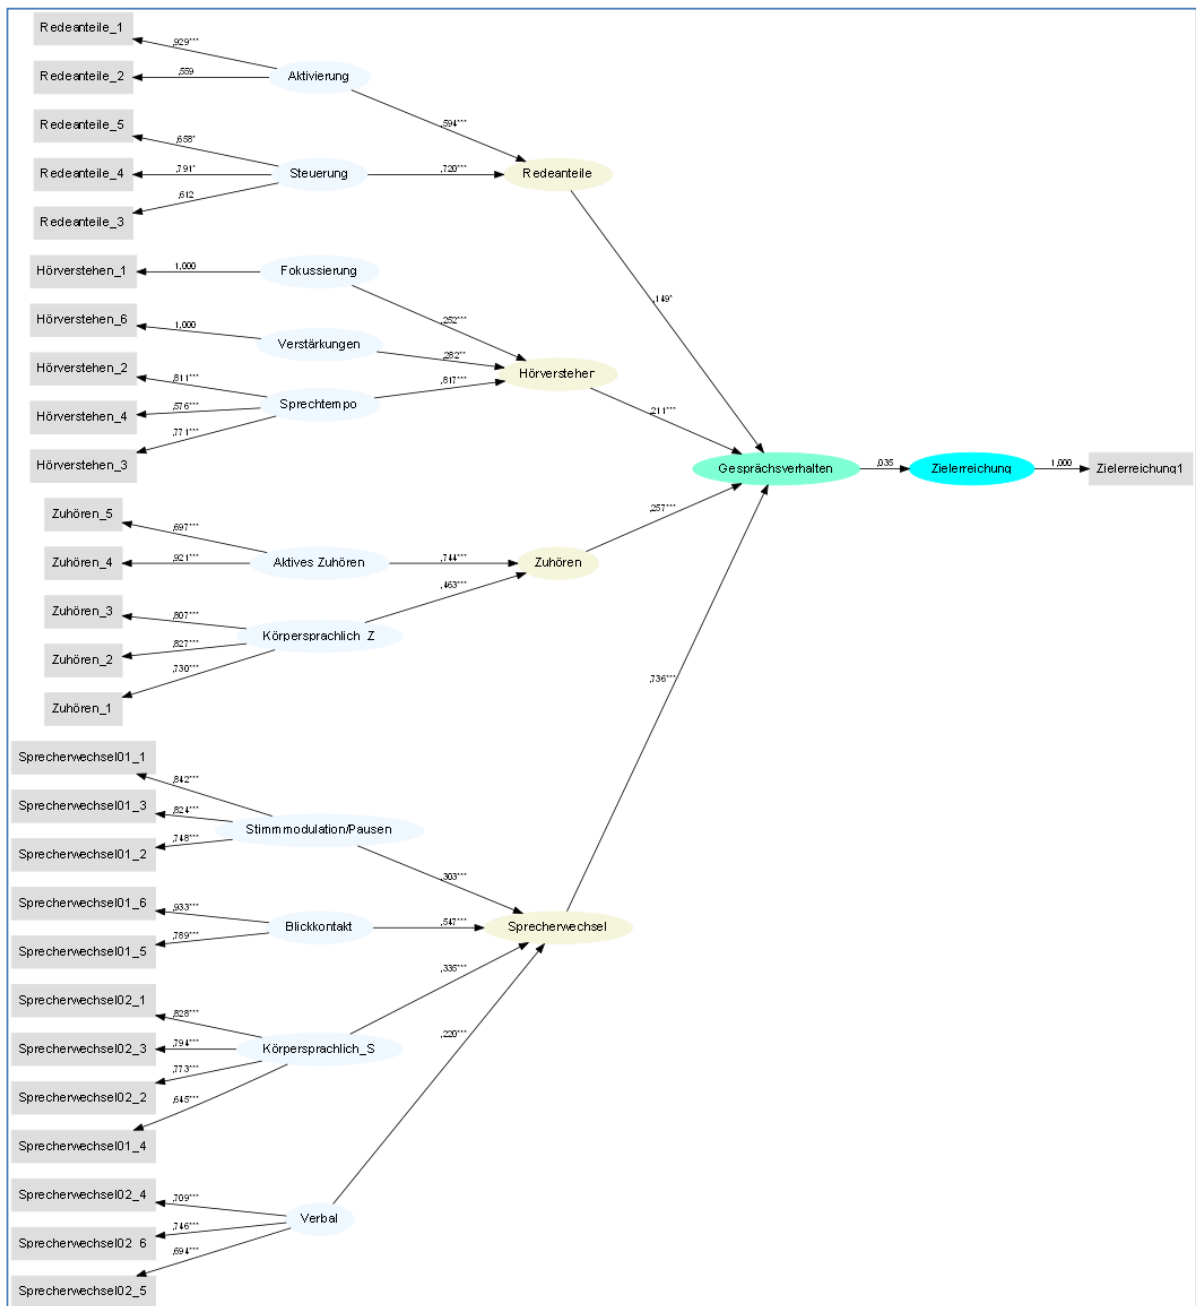 Redeanteile_1
,929***
Redeanteile_2
,559
Aktivierung
,594***
Redeanteile_5
,658*
Redeanteile_4
,791*
Steuerung
,720***
Redeanteile
Redeanteile_3
,612
,149*
Hörverstehen_1
1,000
Fokussierung
,252***
Hörverstehen_6
1,000
Verstärkungen
,282**
Hörverstehen_2
,811***
,817***
Hörversteher
Hörverstehen_4
,576***
Sprechtempo
,211***
Hörverstehen_3
,771***
Gesprächsverhalten
,035
Zielerreichung
1,000
Zielerreichung1
Zuhören_5
,697***
,257***
Zuhören_4
,921***
Aktives Zuhören
,744***
Zuhören
,463***
Zuhören_3
,807***
Körpersprachlich Z
Zuhören_2
,827***
Zuhören_1
,730***
,736***
Sprecherwechsel01_1
,842***
Sprecherwechsel01_3
,824***
Stimmmodulation/Pausen
Sprecherwechsel01_2
,748***
,303***
Sprecherwechsel01_6
,933***
Blickkontakt
,547***
Sprecherwechsel
Sprecherwechsel01_5
,789***
,335***
Sprecherwechsel02_1
,828***
Sprecherwechsel02_3
,794***
Körpersprachlich_S
,220***
Sprecherwechsel02_2
,773***
Sprecherwechsel01_4
,645***
Sprecherwechsel02_4
,709***
Verbal
Sprecherwechsel02 6
,746***
Sprecherwechsel02_5
,694***